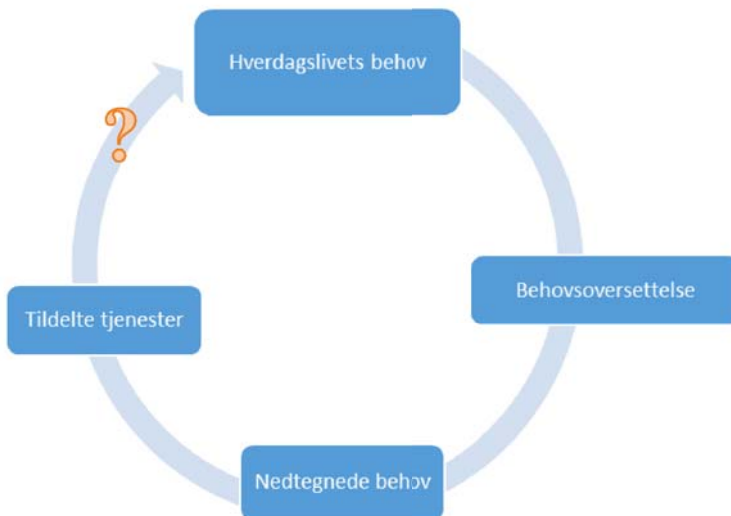 Hverdagslivets behov
?
Behovsoversettelse
Tildelte tjenester
Nedtegnede behov